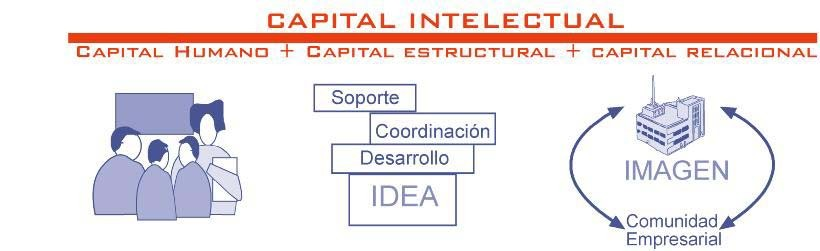 CAPITAL INTELECTUAL
CAPITAL HUMANO + CAPITAL ESTRUCTURAL + CAPITAL RELACIONAL
Soporte
Coordinación
Desarrollo
IDEA
IMAGEN
Comunidad
Empresarial